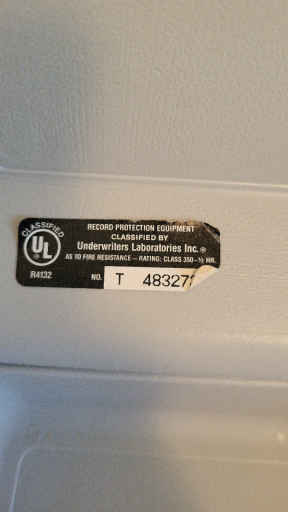 CLASSIFIED
UL
RECORD PROTECTION EQUIPMENT
CLASSIFIED BY
Underwriters Laboratories Inc.®
AS TO FIRE RESISTANCE – RATING: CLASS 350–½ HR.
R4132
NO. T 48327